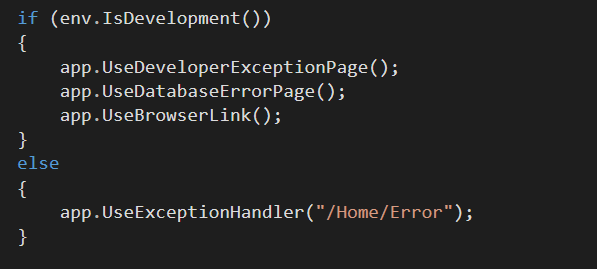 if (env.IsDevelopment())
{
    app.UseDeveloperExceptionPage();
    app.UseDatabaseErrorPage();
    app.UseBrowserLink();
}
else
{
    app.UseExceptionHandler("/Home/Error");
}